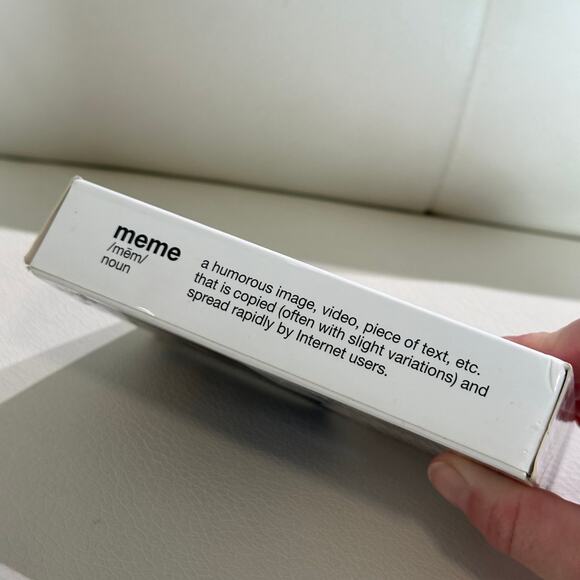 meme
/mēm/
noun
a humorous image, video, piece of text, etc.
that is copied (often with slight variations) and
spread rapidly by Internet users.